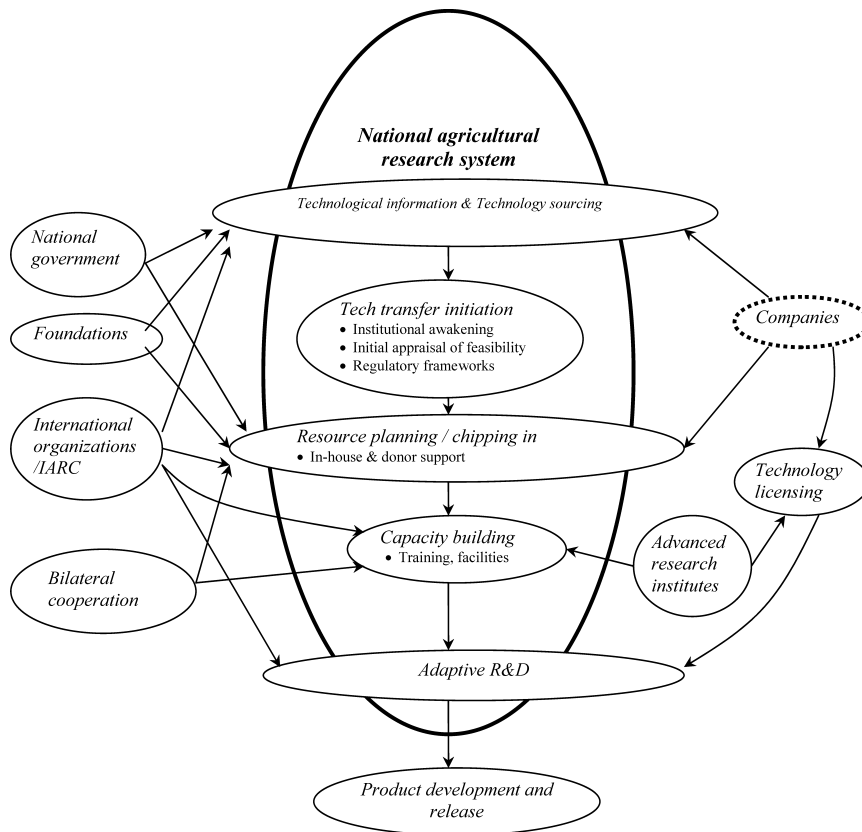 National agricultural
research system
Technological information & Technology sourcing
National
government
Tech transfer initiation
• Institutional awakening
• Initial appraisal of feasibility
• Regulatory frameworks
Companies
Foundations
International
organizations
/IARC
Resource planning / chipping in
• In-house & donor support
Technology
licensing
Capacity building
• Training, facilities
Advanced
research
institutes
Bilateral
cooperation
Adaptive R&D
Product development and
release